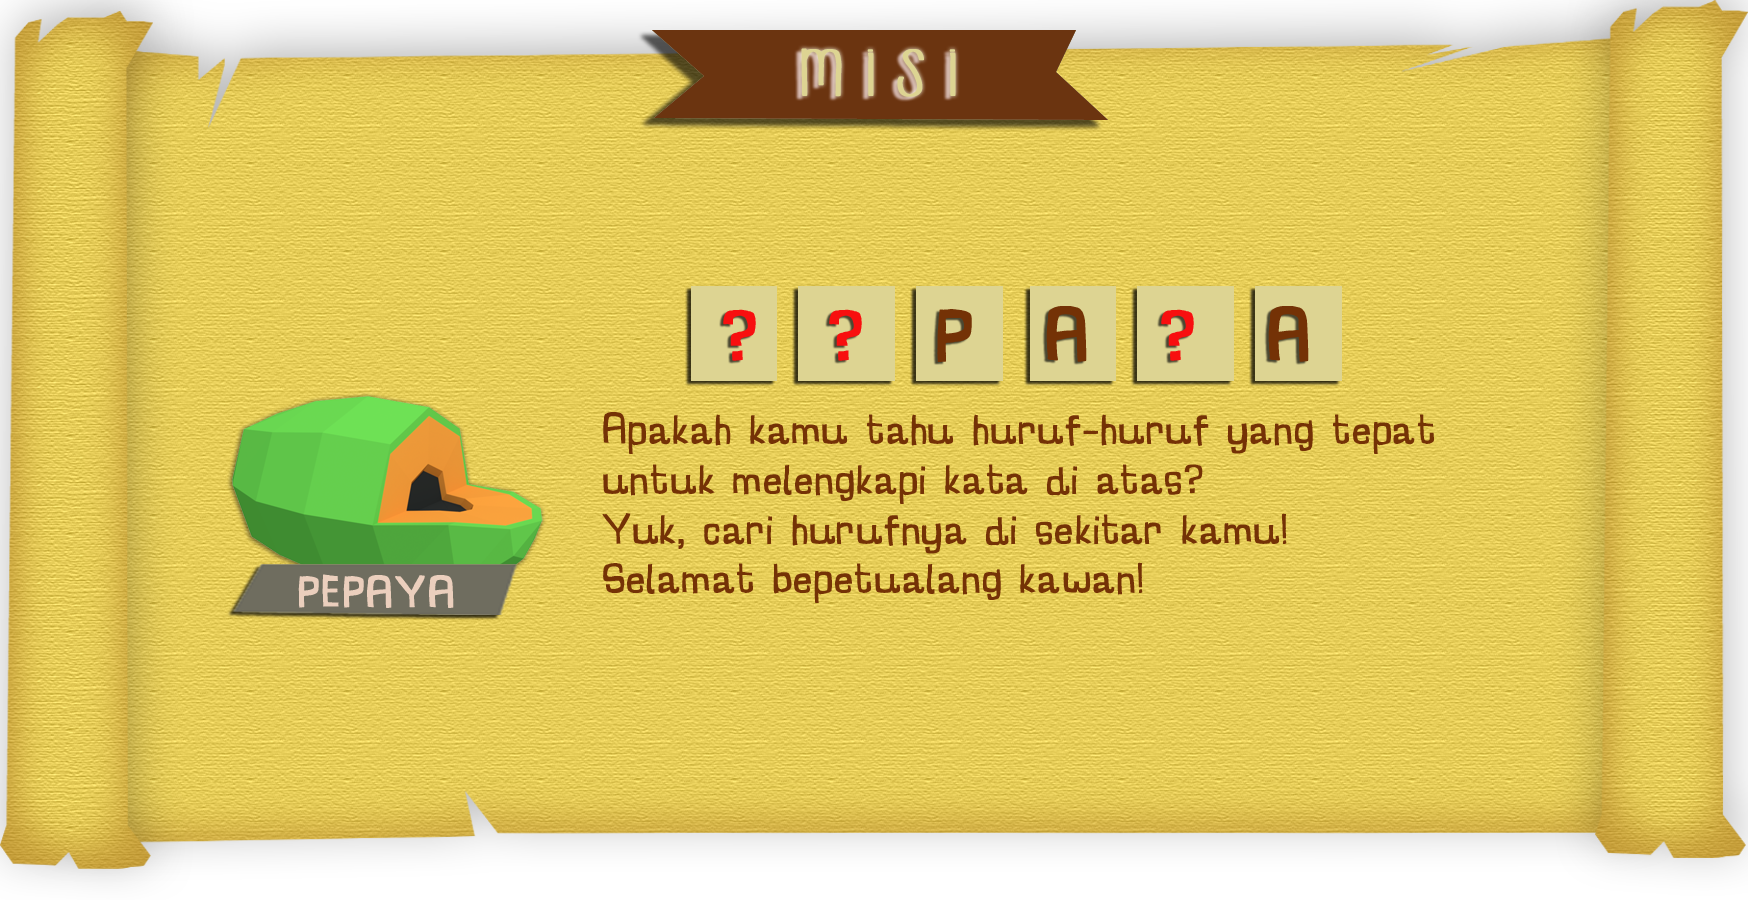 MISI
? ? P A ? A
Apakah kamu tahu huruf-huruf yang tepat
untuk melengkapi kata di atas?
Yuk, cari hurufnya di sekitar kamu!
Selamat bepetualang kawan!
PEPAYA